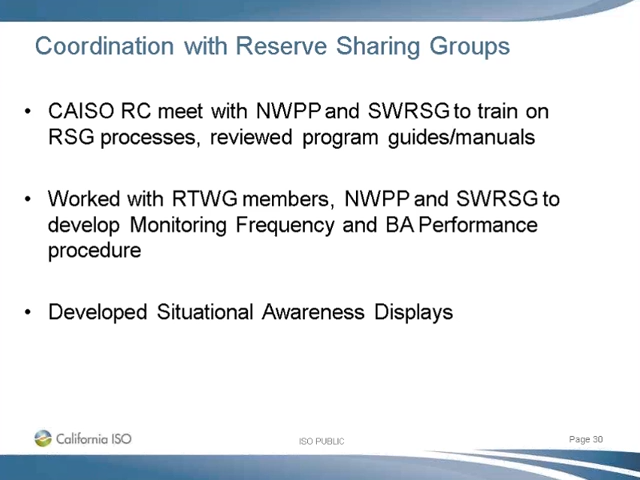 Coordination with Reserve Sharing Groups
• CAISO RC meet with NWPP and SWRSG to train on
RSG processes, reviewed program guides/manuals
• Worked with RTWG members, NWPP and SWRSG to
develop Monitoring Frequency and BA Performance
procedure
• Developed Situational Awareness Displays
California ISO
ISO PUBLIC
Page 30